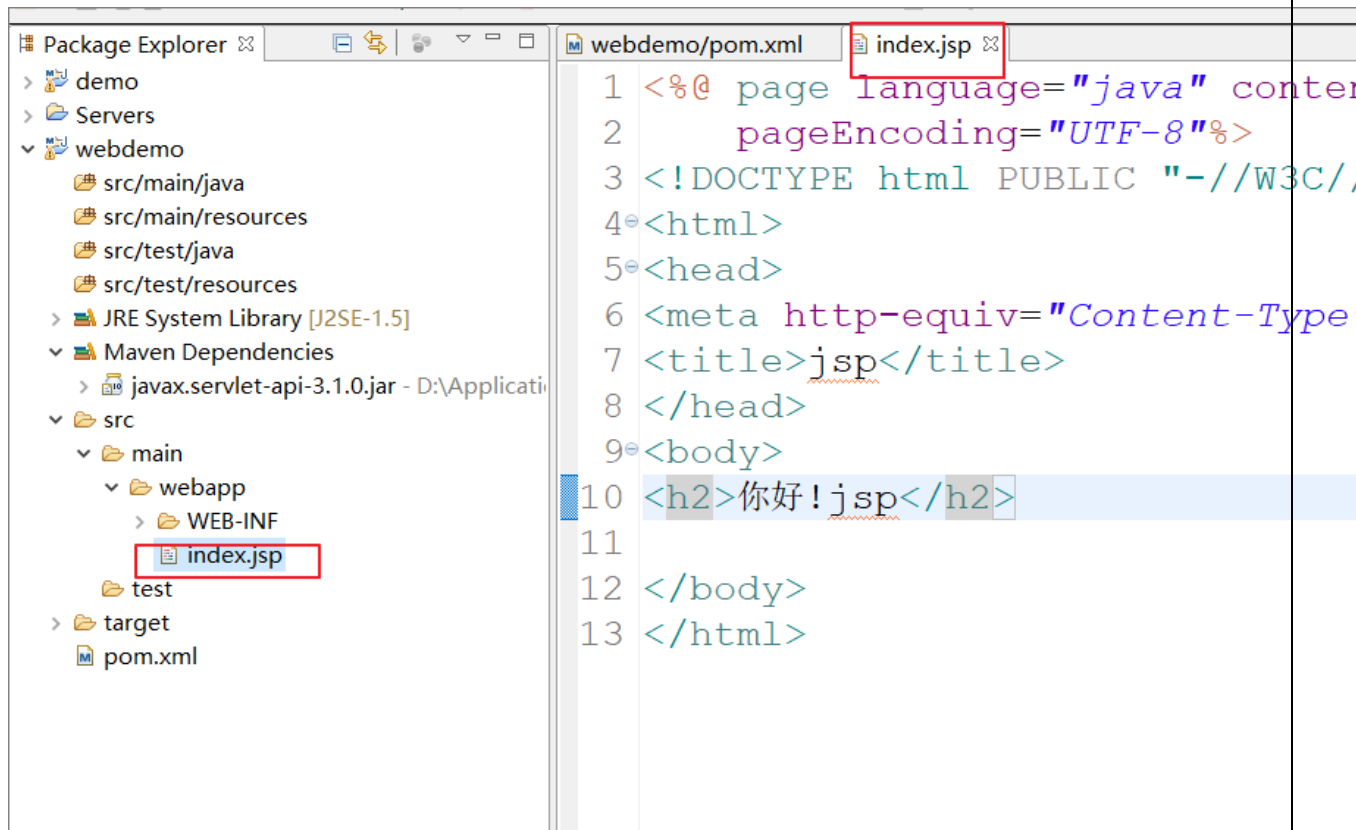 Package Explorer
demo
Servers
webdemo
src/main/java
src/main/resources
src/test/java
src/test/resources
JRE System Library [J2SE-1.5]
Maven Dependencies
javax.servlet-api-3.1.0.jar - D:\Applicati
src
main
webapp
WEB-INF
index.jsp
test
target
pom.xml
webdemo/pom.xml index.jsp
1 <%@ page language="java" conter
2 pageEncoding="UTF-8"%>
3 <!DOCTYPE html PUBLIC "-//W3C//
4 <html>
5 <head>
6 <meta http-equiv="Content-Type
7 <title>jsp</title>
8 </head>
9 <body>
10 <h2>你好!jsp</h2>
11
12 </body>
13 </html>